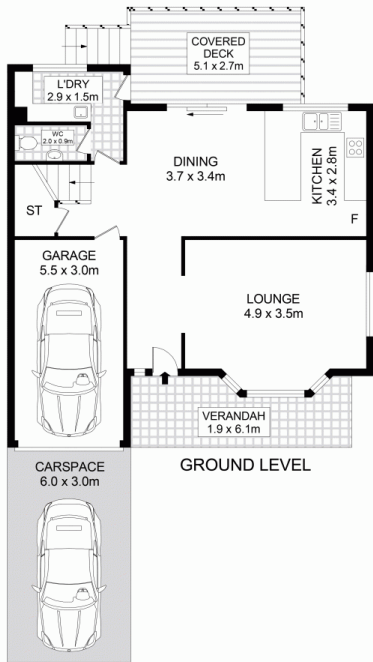 COVERED
DECK
5.1 x 2.7m
L'DRY
2.9 x 1.5m
WC
2.0 x 0.9m
DINING
3.7 x 3.4m
KITCHEN
3.4 x 2.8m
ST
F
GARAGE
5.5 x 3.0m
LOUNGE
4.9 x 3.5m
VERANDAH
1.9 x 6.1m
CARSPACE
6.0 x 3.0m
GROUND LEVEL